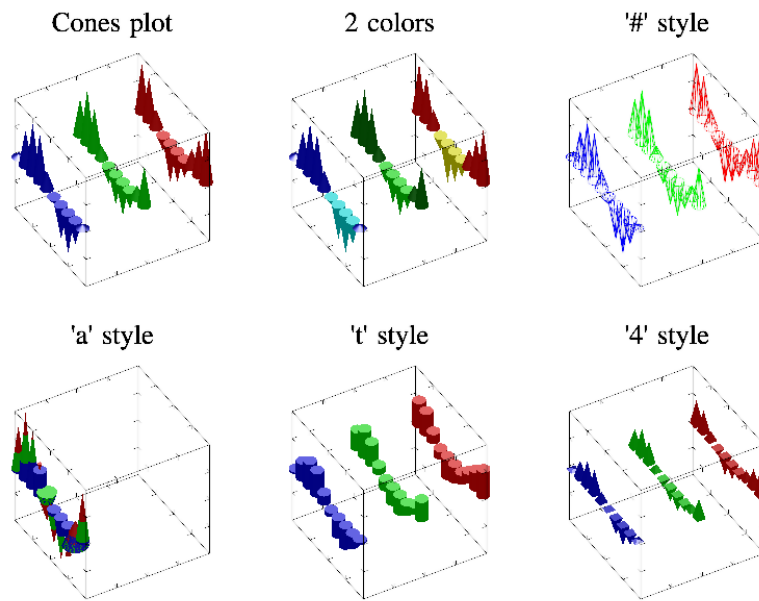 Cones plot
2 colors
'#' style
'a' style
't' style
'4' style